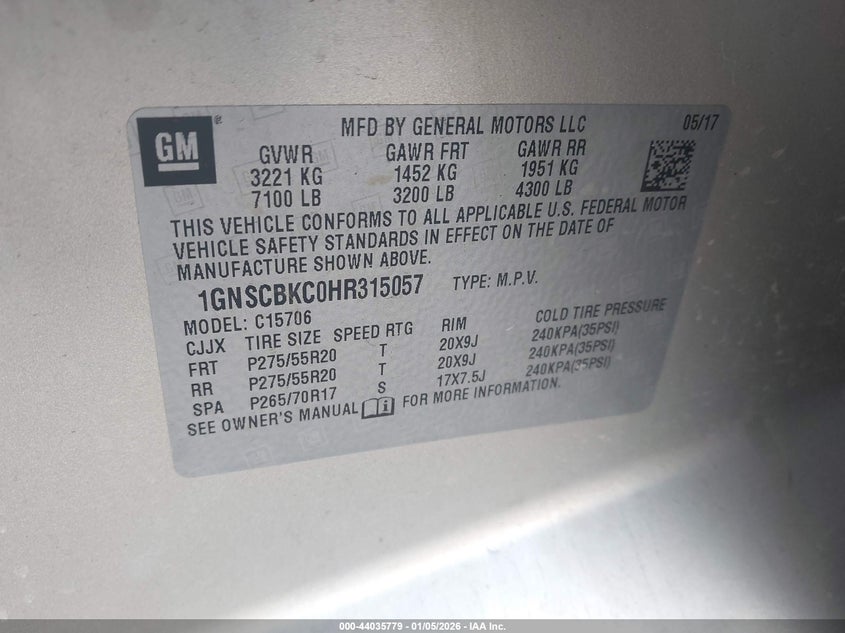 GM
®
MFD BY GENERAL MOTORS LLC 05/17
GVWR GAWR FRT GAWR RR
3221 KG 1452 KG 1951 KG
7100 LB 3200 LB 4300 LB
THIS VEHICLE CONFORMS TO ALL APPLICABLE U.S. FEDERAL MOTOR
VEHICLE SAFETY STANDARDS IN EFFECT ON THE DATE OF
MANUFACTURE SHOWN ABOVE.
1GNSCBKC0HR315057 TYPE: M.P.V.
MODEL: C15706
CJJX TIRE SIZE SPEED RTG RIM COLD TIRE PRESSURE
FRT P275/55R20 T 20X9J 240KPA(35PSI)
RR P275/55R20 T 20X9J 240KPA(35PSI)
SPA P265/70R17 S 17X7.5J 240KPA(35PSI)
SEE OWNER'S MANUAL FOR MORE INFORMATION.
000-44035779 - 01/05/2026 - IAA Inc.